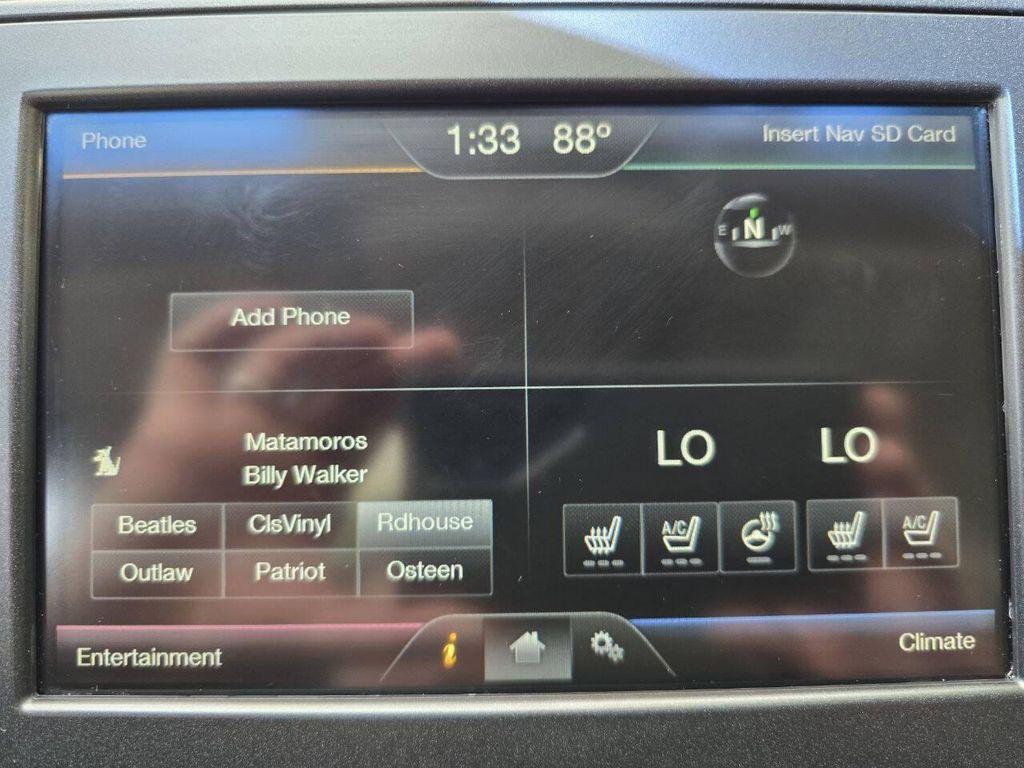 Phone
1:33 88°
Insert Nav SD Card
E N W
Add Phone
Matamoros
Billy Walker
Beatles ClsVinyl Rdhouse
Outlaw Patriot Osteen
LO LO
A/C A/C
Entertainment
i
Climate